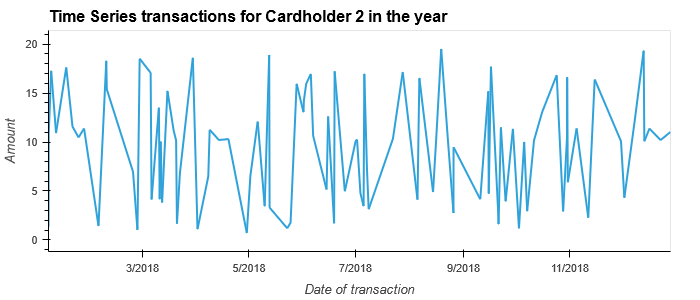 Time Series transactions for Cardholder 2 in the year
20
15
10
5
0
Amount
3/2018 5/2018 7/2018 9/2018 11/2018
Date of transaction